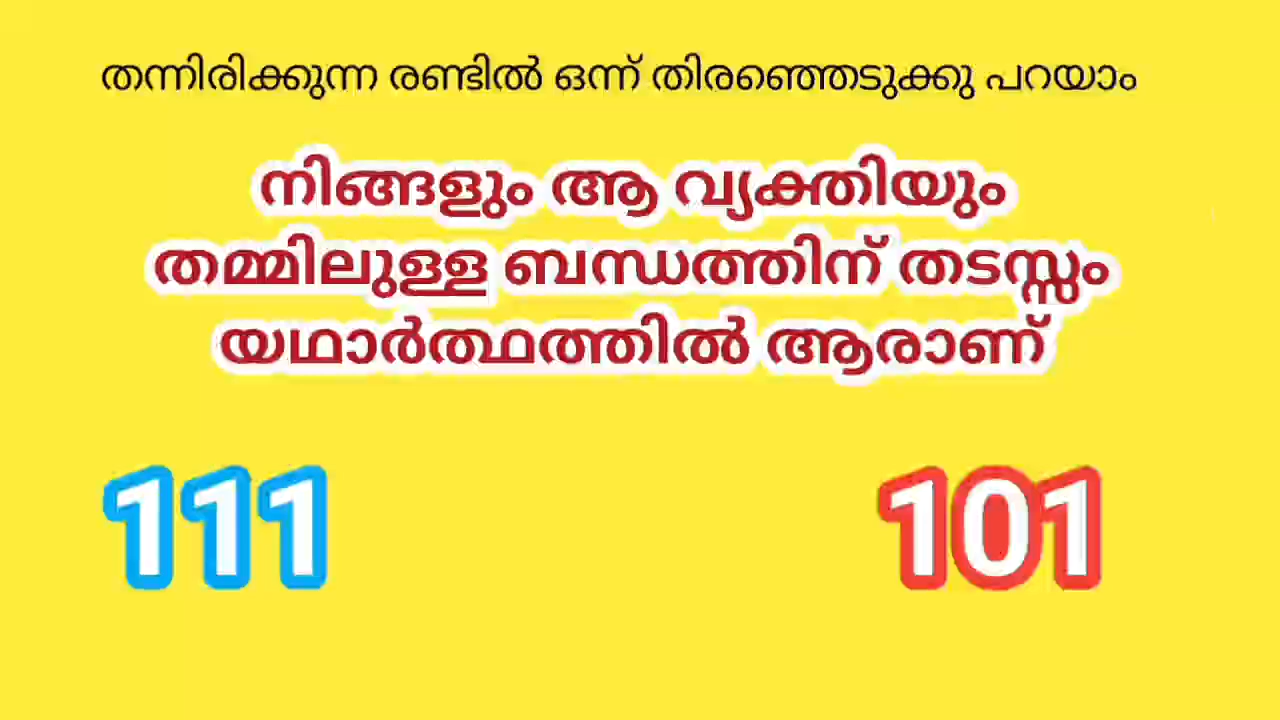 തന്നിരിക്കുന്ന രണ്ടിൽ ഒന്ന് തിരഞ്ഞെടുക്കു പറയാം
നിങ്ങളും ആ വ്യക്തിയും
തമ്മിലുള്ള ബന്ധത്തിന് തടസ്സം
യഥാർത്ഥത്തിൽ ആരാണ്
111 101